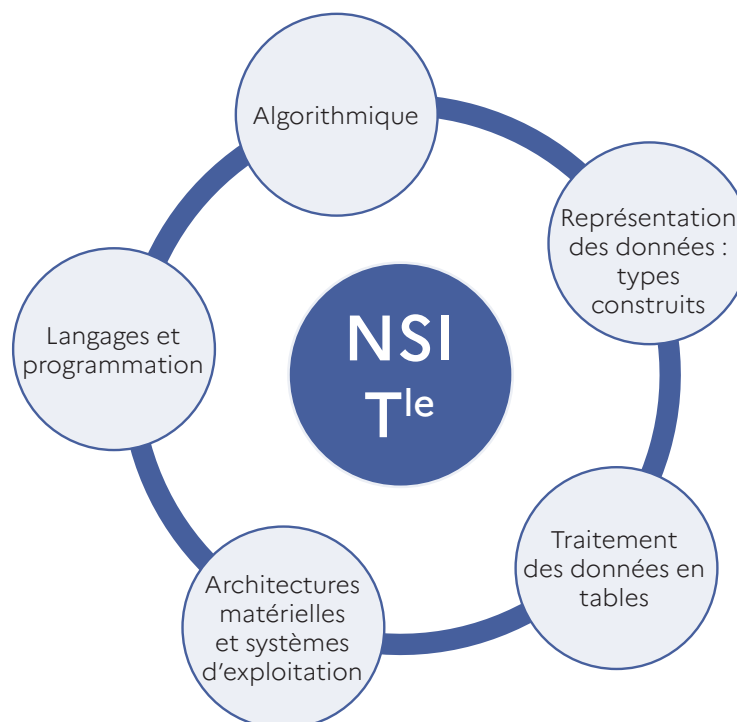 Algorithmique
Représentation
des données :
types
construits
Langages et
programmation
NSI
Tle
Traitement
des données en
tables
Architectures
matérielles
et systèmes
d'exploitation